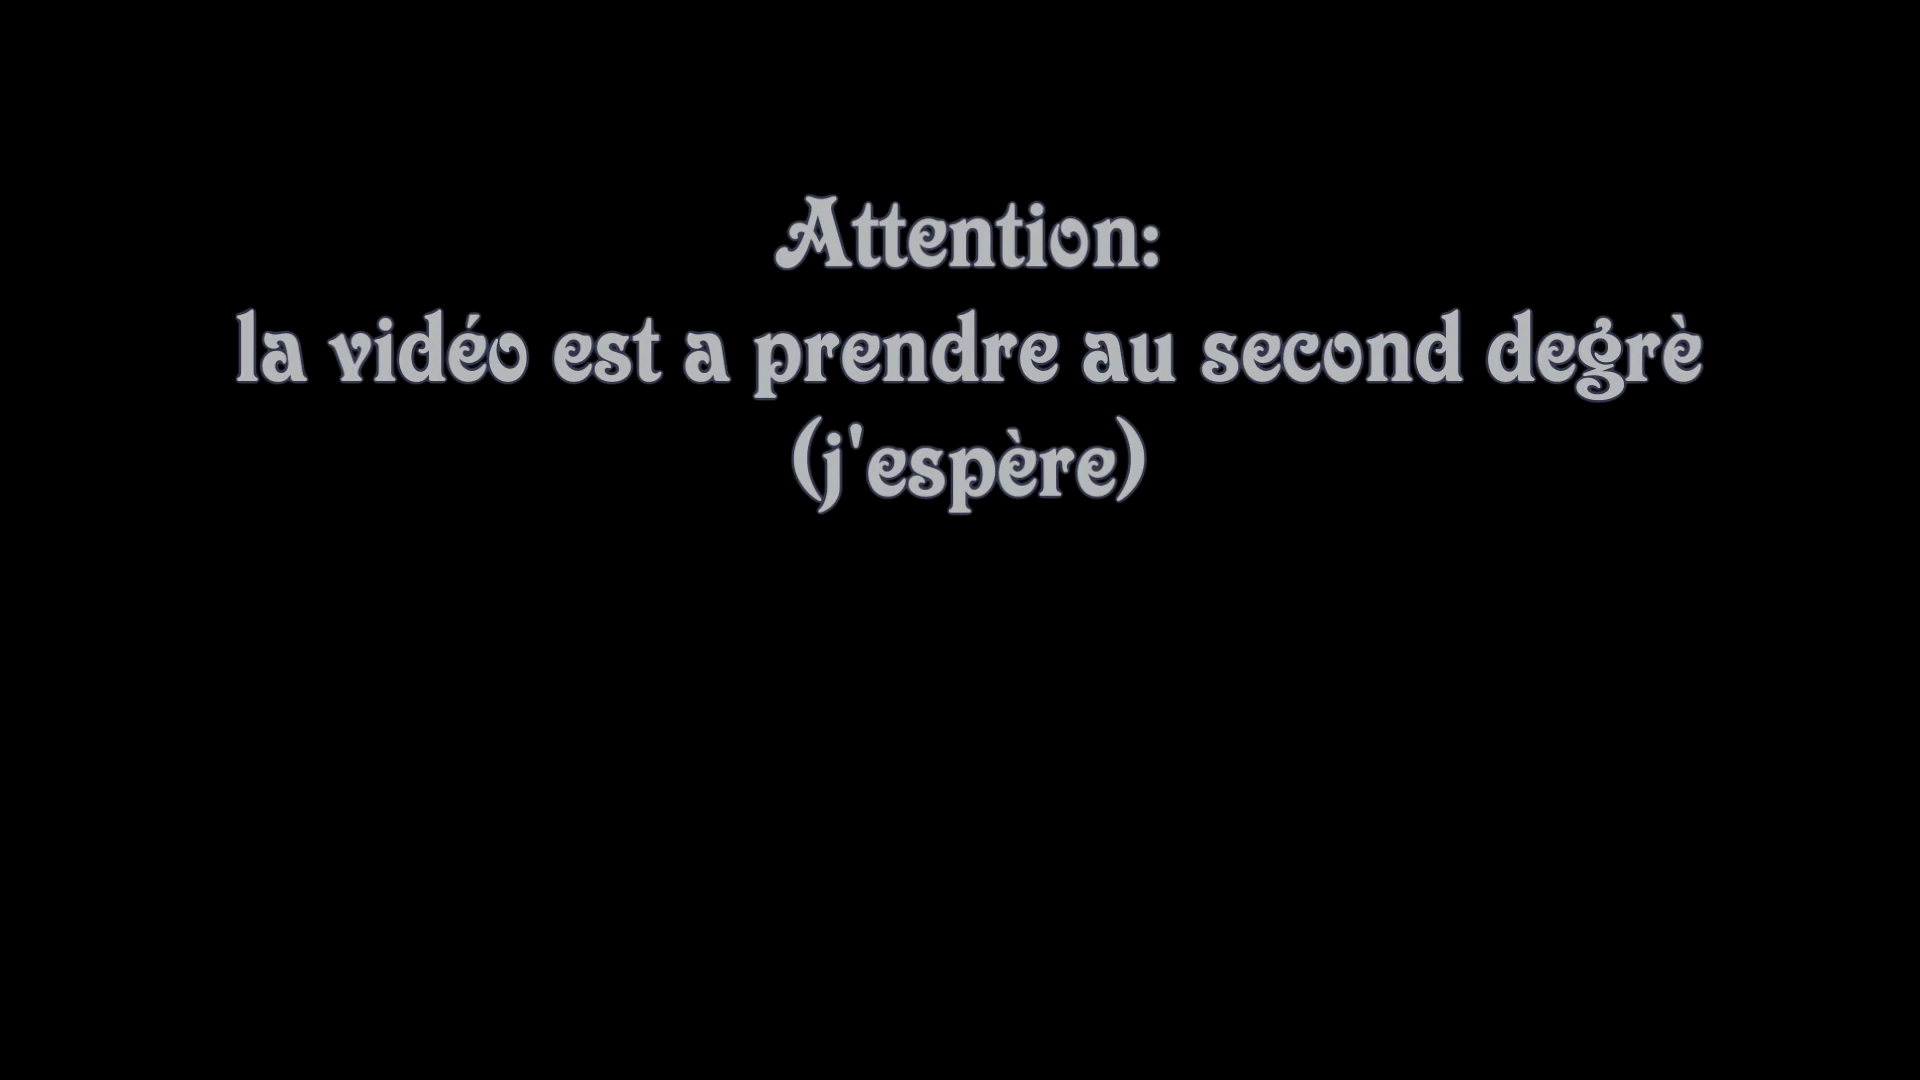 Attention:
la vidéo est a prendre au second degrè
(j'espère)